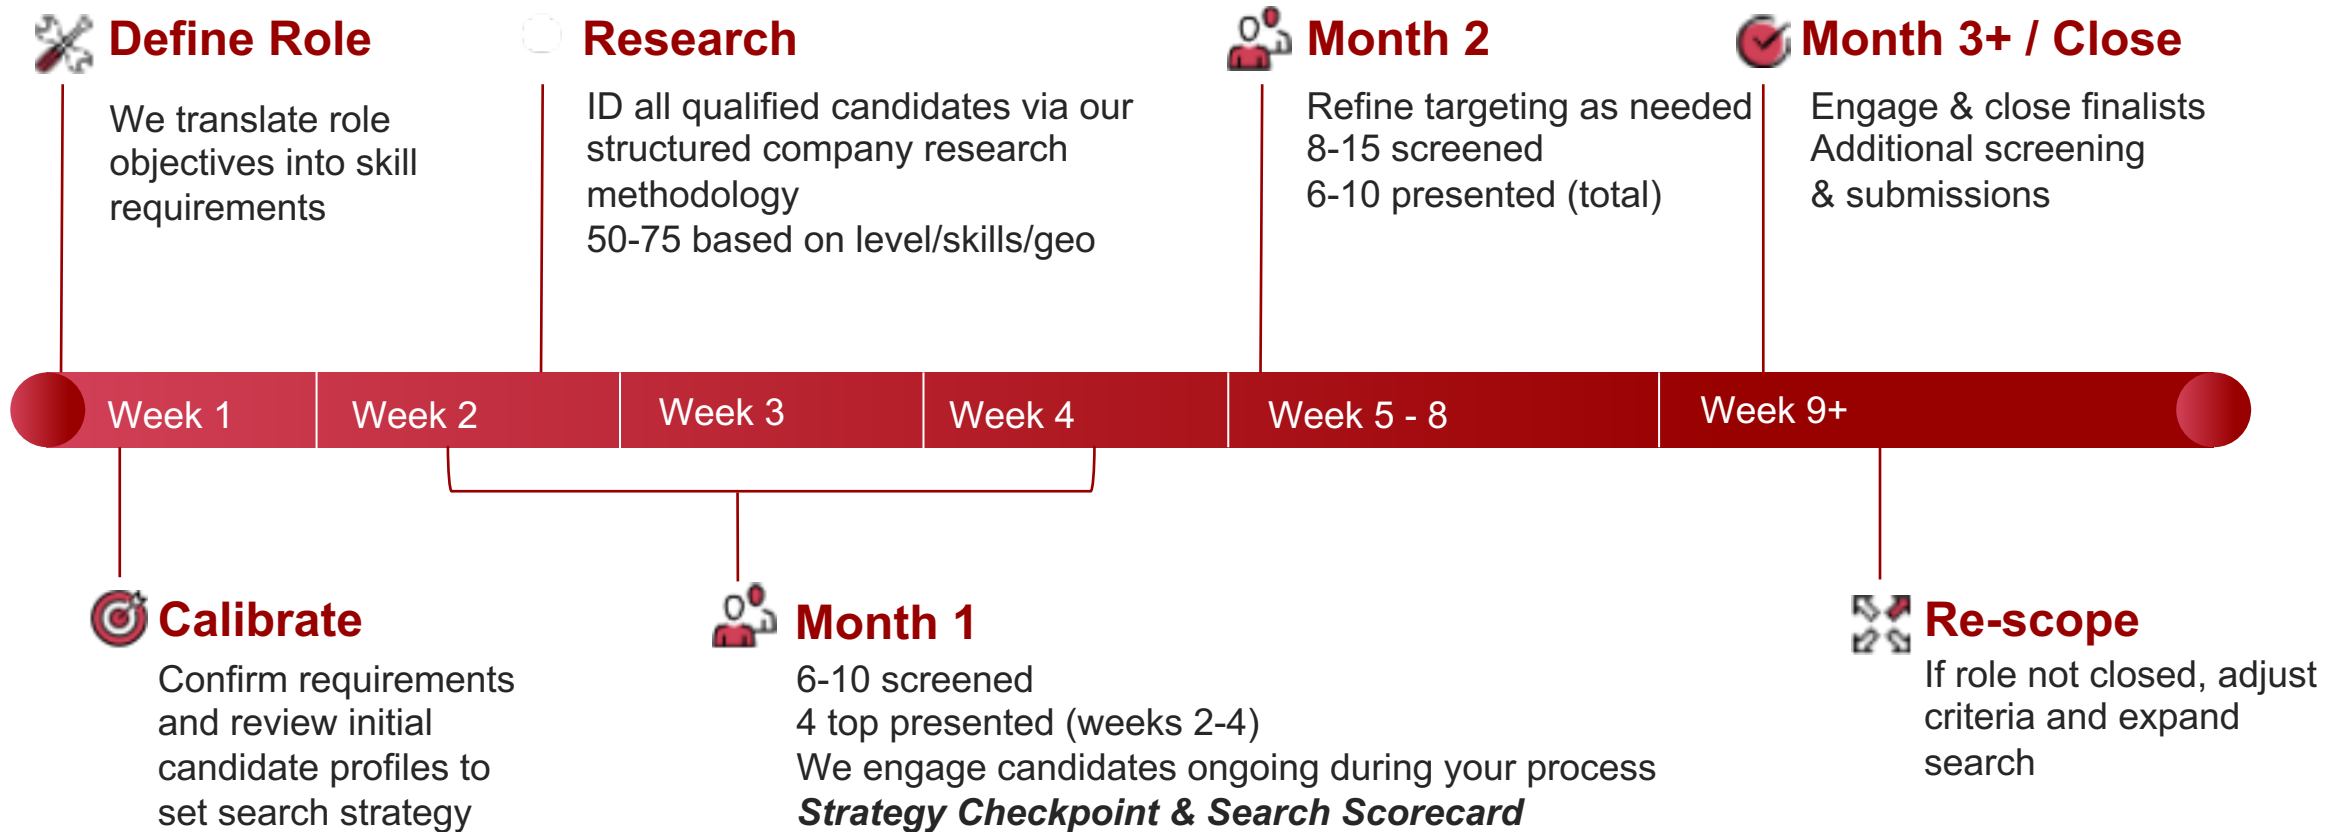 Define Role
We translate role
objectives into skill
requirements
Research
ID all qualified candidates via our
structured company research
methodology
50-75 based on level/skills/geo
Month 2
Refine targeting as needed
8-15 screened
6-10 presented (total)
Month 3+ / Close
Engage & close finalists
Additional screening
& submissions
Week 1
Week 2
Week 3
Week 4
Week 5 - 8
Week 9+
Calibrate
Confirm requirements
and review initial
candidate profiles to
set search strategy
Month 1
6-10 screened
4 top presented (weeks 2-4)
We engage candidates ongoing during your process
Strategy Checkpoint & Search Scorecard
Re-scope
If role not closed, adjust
criteria and expand
search